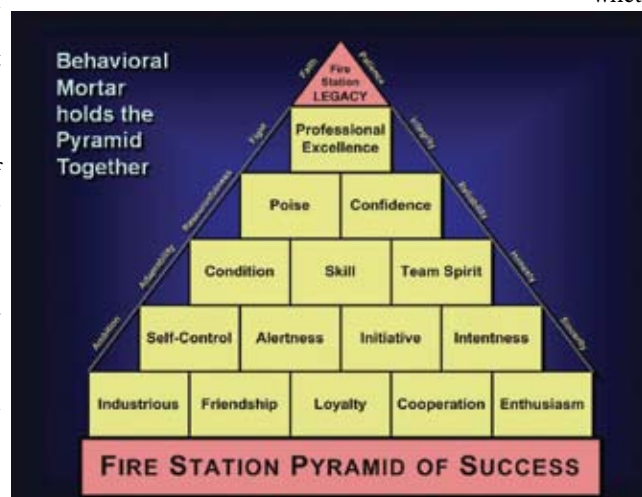 Behavioral
Mortar
holds the
Pyramid
Together
Faith
Patience
Fire
Station
LEGACY
Fight
Integrity
Professional
Excellence
Resourcefulness
Reliability
Poise
Confidence
Adaptability
Honesty
Condition
Skill
Team Spirit
Ambition
Sincerity
Self-Control
Alertness
Initiative
Intentness
Industrious
Friendship
Loyalty
Cooperation
Enthusiasm
FIRE STATION PYRAMID OF SUCCESS